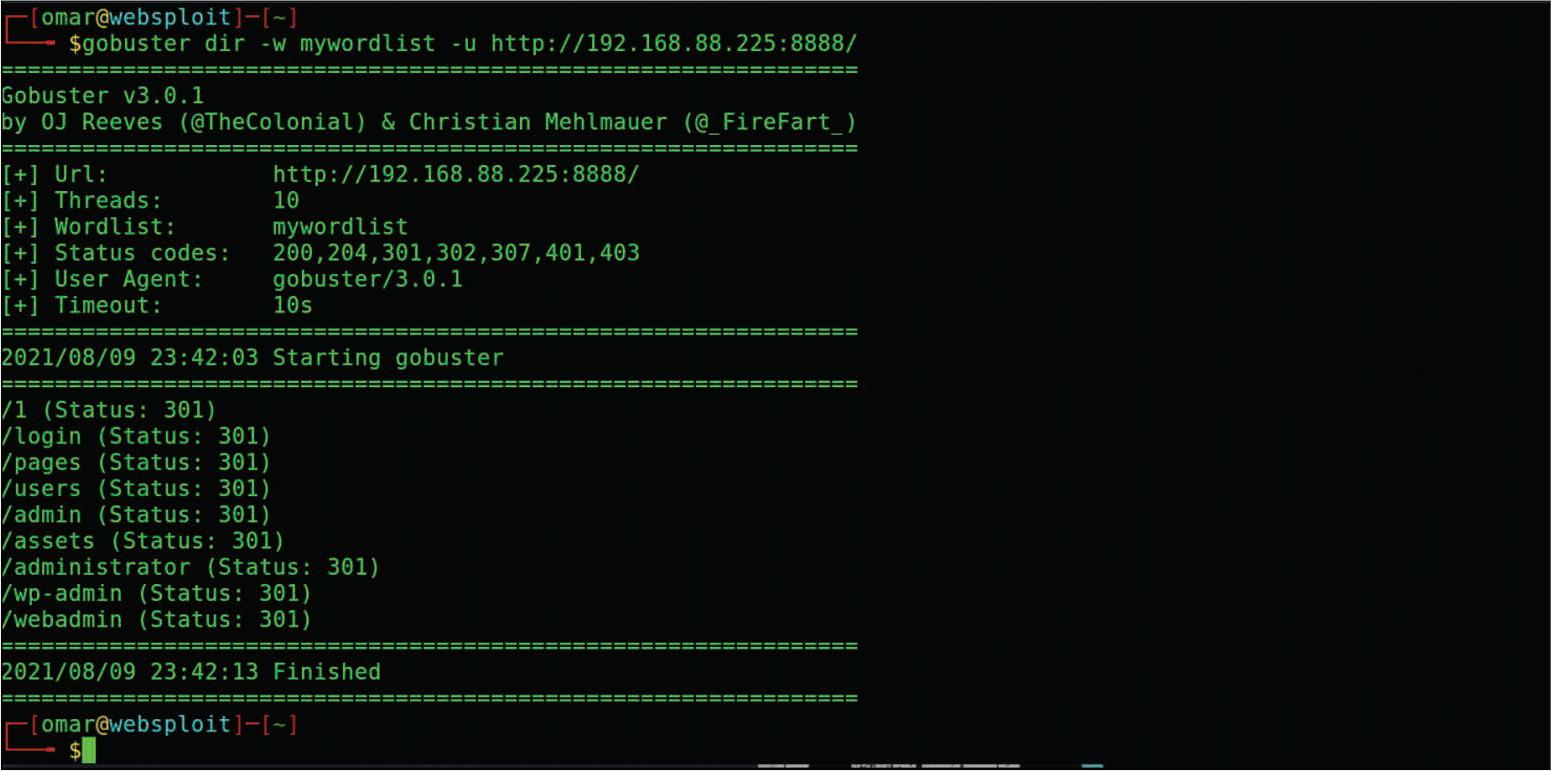 [omar@websploit]-[~]
$gobuster dir -w mywordlist -u http://192.168.88.225:8888/
===============================================================
Gobuster v3.0.1
by OJ Reeves (@TheColonial) & Christian Mehlmauer (@_FireFart_)
===============================================================
[+] Url:            http://192.168.88.225:8888/
[+] Threads:        10
[+] Wordlist:       mywordlist
[+] Status codes:   200,204,301,302,307,401,403
[+] User Agent:     gobuster/3.0.1
[+] Timeout:        10s
===============================================================
2021/08/09 23:42:03 Starting gobuster
===============================================================
/1 (Status: 301)
/login (Status: 301)
/pages (Status: 301)
/users (Status: 301)
/admin (Status: 301)
/assets (Status: 301)
/administrator (Status: 301)
/wp-admin (Status: 301)
/webadmin (Status: 301)
===============================================================
2021/08/09 23:42:13 Finished
===============================================================
[omar@websploit]-[~]
$